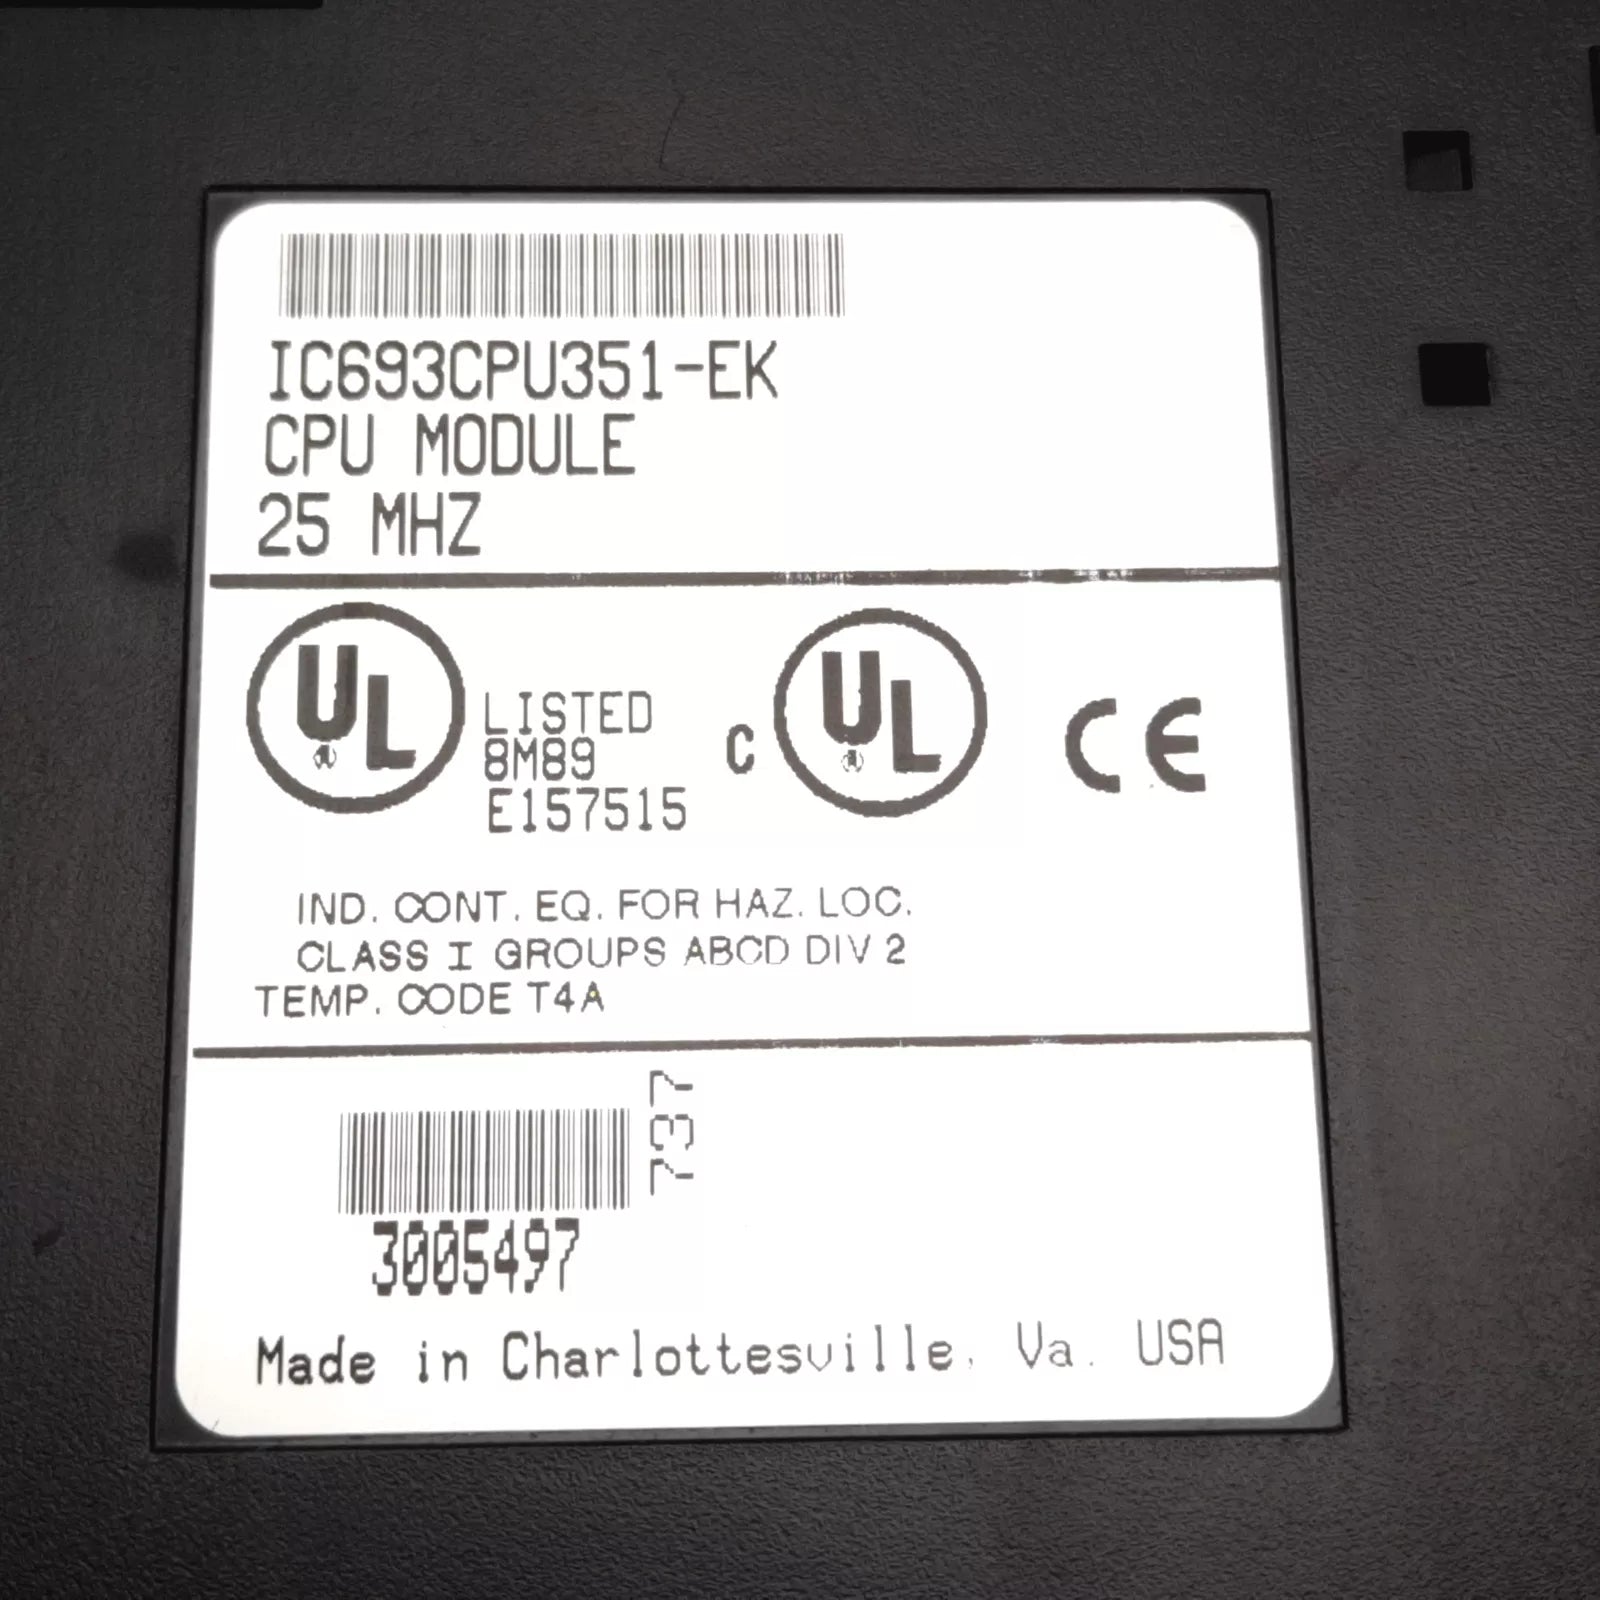 IC693CPU351-EK
CPU MODULE
25 MHZ
UL
LISTED
8M89
E157515
C UL
CE
IND. CONT. EQ. FOR HAZ. LOC.
CLASS I GROUPS ABCD DIV 2
TEMP. CODE T4A
737
3005497
Made in Charlottesville, Va. USA